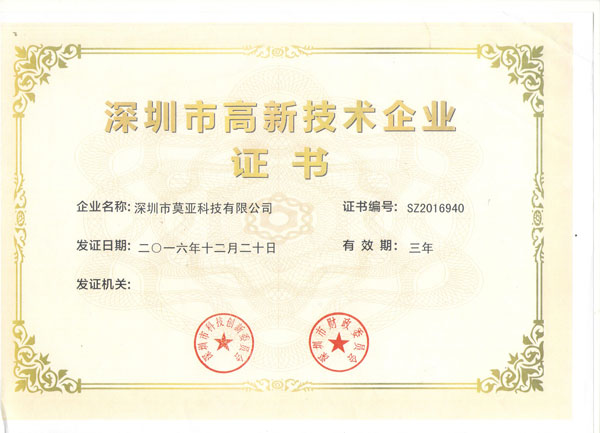 深圳市高新技术企业
证书
企业名称:深圳市莫亚科技有限公司 证书编号: SZ2016940
发证日期:二〇一六年十二月二十日 有 效 期: 三年
发证机关:
深圳市科技创新委员会 深圳市财政委员会